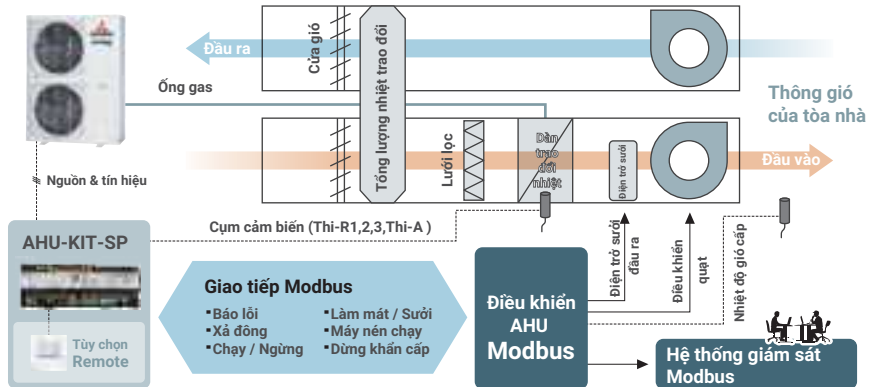 Đầu ra
Cửa gió
Tổng lượng nhiệt trao đổi
Ống gas
Thông gió
của tòa nhà
Lưới lọc
Dàn
trao
đổi
nhiệt
Điện trở sưởi
Đầu vào
Nguồn & tín hiệu
Cụm cảm biến (Thi-R1,2,3,Thi-A )
AHU-KIT-SP
Tùy chọn
Remote
Giao tiếp Modbus
▪Báo lỗi
▪Xả đông
▪Chạy / Ngừng
▪Làm mát / Sưởi
▪Máy nén chạy
▪Dừng khẩn cấp
Điều khiển
AHU
Modbus
Điện trở sưởi
đầu ra
Điều khiển
quạt
Nhiệt độ gió cấp
Hệ thống giám sát
Modbus